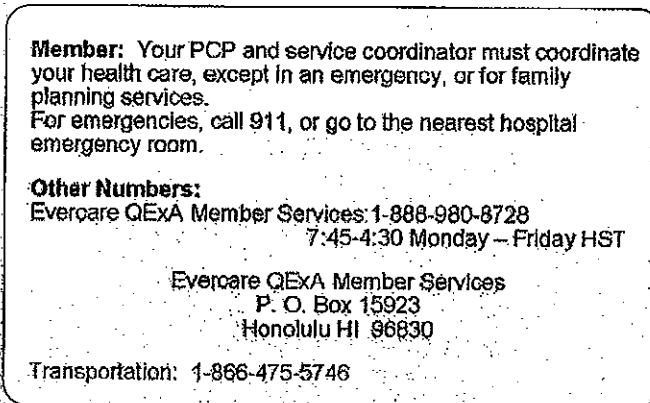 Member: Your PCP and service coordinator must coordinate
your health care, except in an emergency, or for family
planning services.
For emergencies, call 911, or go to the nearest hospital
emergency room.
Other Numbers:
Evercare QExA Member Services: 1-888-980-8728
7:45-4:30 Monday – Friday HST
Evercare QExA Member Services
P. O. Box 15923
Honolulu HI 96830
Transportation: 1-866-475-5746